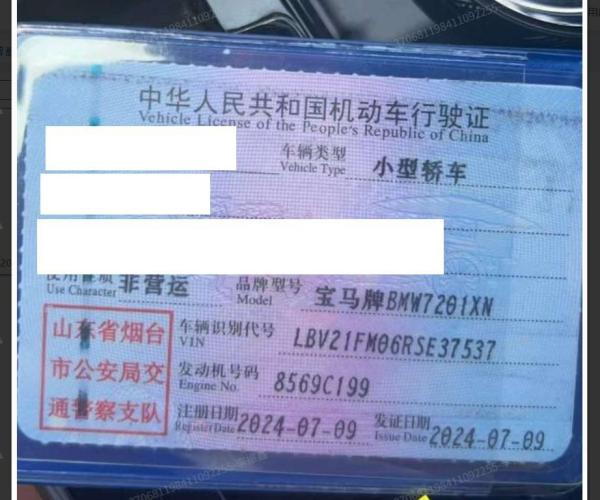 中华人民共和国机动车行驶证
Vehicle License of the People's Republic of China
车辆类型 小型轿车
Vehicle Type
使用性质 非营运
Use Character
品牌型号 宝马牌BMW7201XN
Model
山东省烟台
市公安局交
通警察支队
车辆识别代号 LBV21FM06RSE37537
VIN
发动机号码 8569C199
Engine No.
注册日期 2024-07-09
Register Date
发证日期 2024-07-09
Issue Date